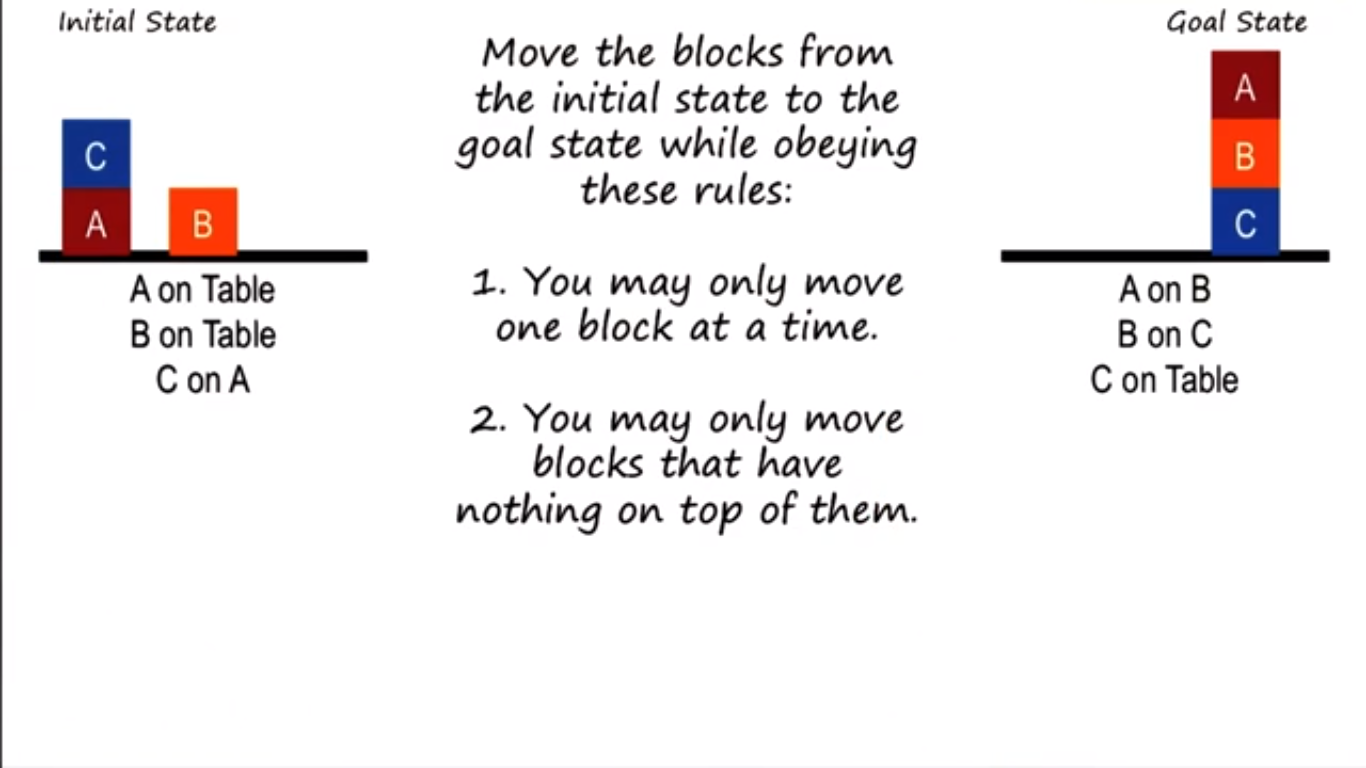 Initial State
C
A
B
A on Table
B on Table
C on A
Move the blocks from
the initial state to the
goal state while obeying
these rules:
1. You may only move
one block at a time.
2. You may only move
blocks that have
nothing on top of them.
Goal State
A
B
C
A on B
B on C
C on Table